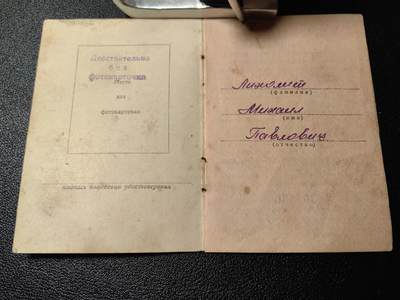 Действительно
без
фотокарточки
Место
для
фотокарточки
подпись владельца удостоверения
(фамилия)
Михаил
(имя)
Павлович
(отчество)